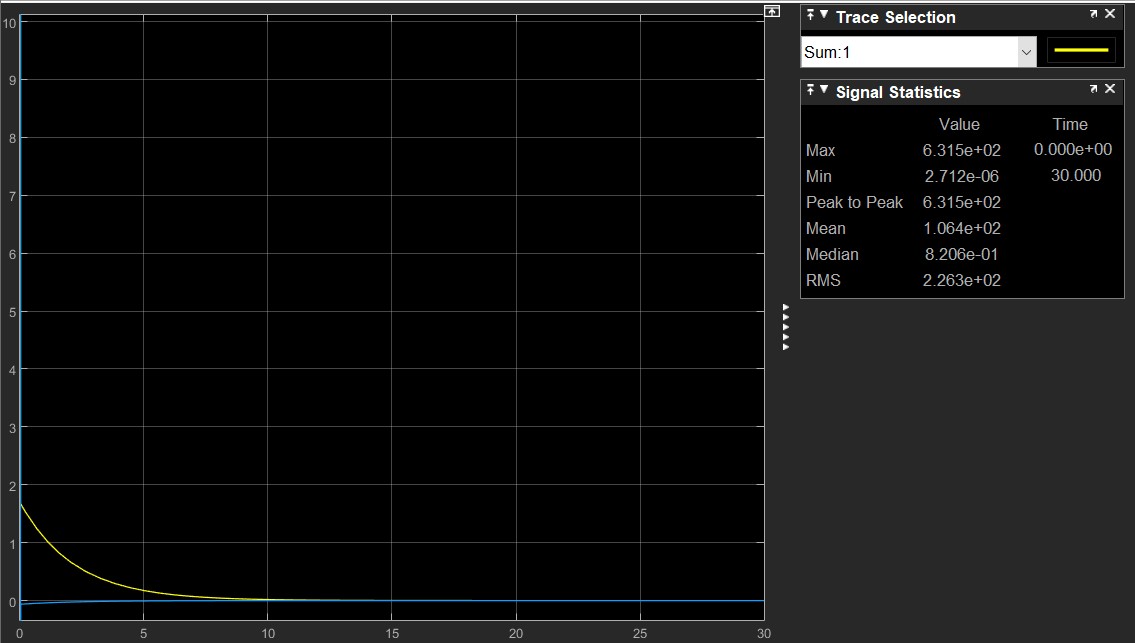 Trace Selection
Sum:1
Signal Statistics
Value Time
Max 6.315e+02 0.000e+00
Min 2.712e-06 30.000
Peak to Peak 6.315e+02
Mean 1.064e+02
Median 8.206e-01
RMS 2.263e+02
10
9
8
7
6
5
4
3
2
1
0
0 5 10 15 20 25 30